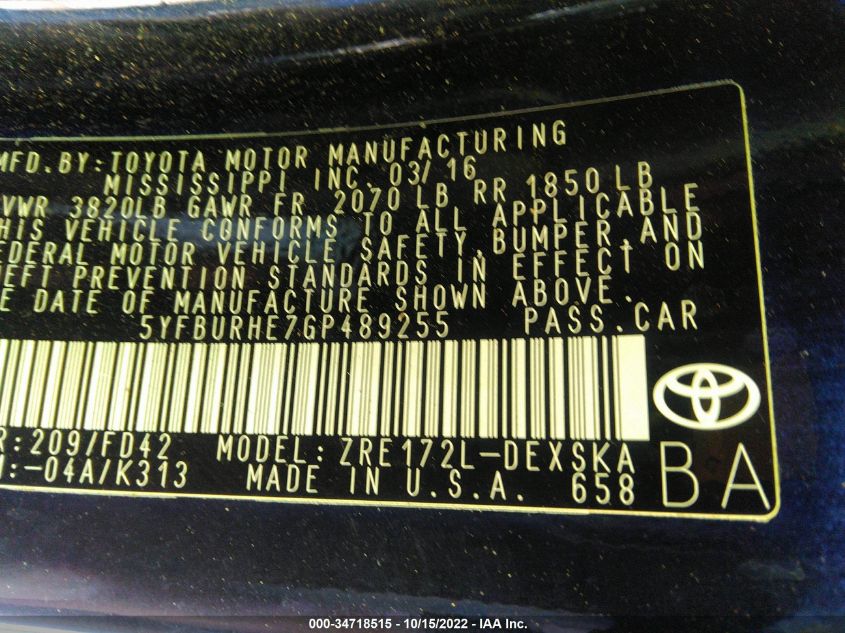 MFD.BY:TOYOTA MOTOR MANUFACTURING
MISSISSIPPI INC. 03/16
VWR 3820LB GAWR FR 2070 LB RR 1850 LB
HIS VEHICLE CONFORMS TO ALL APPLICABLE
EDERAL MOTOR VEHICLE SAFETY, BUMPER, AND
HEFT PREVENTION STANDARDS IN EFFECT ON
E DATE OF MANUFACTURE SHOWN ABOVE.
5YFBURHE7GP489255 PASS.CAR
R:209/FD42 MODEL:ZRE172L-DEXSKA
:-04A/K313 MADE IN U.S.A. 658
BA
000-34718515 - 10/15/2022 - IAA Inc.